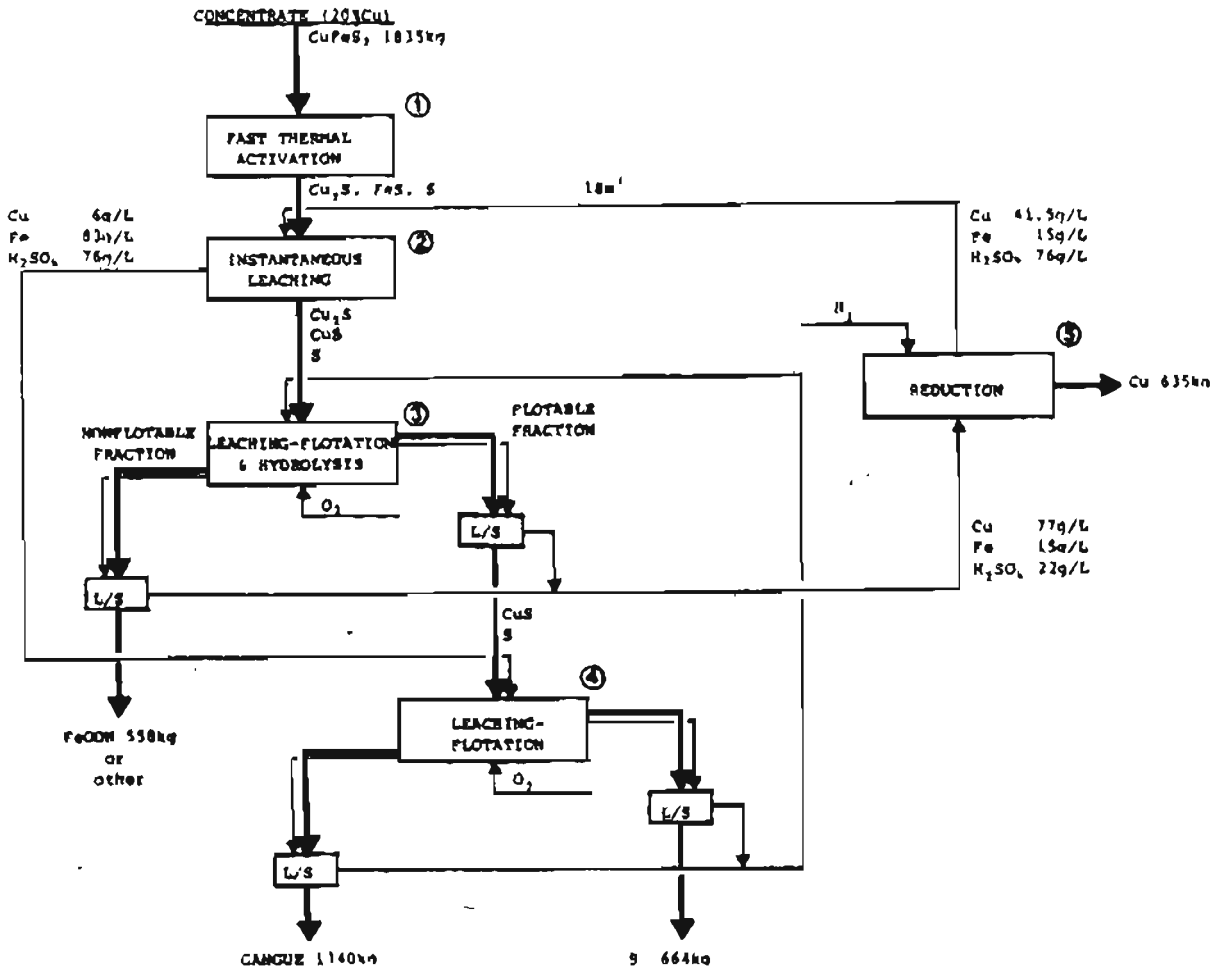 CONCENTRATE (20%Cu)
CuFeS₂ 1835kg
①
FAST THERMAL
ACTIVATION
Cu₂S, FeS, S
18m³
Cu 6g/L
Fe 83g/L
H₂SO₄ 76g/L
Cu 41.5g/L
Fe 15g/L
H₂SO₄ 76g/L
②
INSTANTANEOUS
LEACHING
Cu₂S
CuS
S
H₂
⑤
REDUCTION
Cu 635kg
③
NONFLOTABLE
FRACTION
FLOTABLE
FRACTION
LEACHING-FLOTATION
& HYDROLYSIS
O₂
L/S
L/S
Cu 77g/L
Fe 15g/L
H₂SO₄ 22g/L
CuS
S
④
LEACHING-
FLOTATION
O₂
FeOOH 558kg
or
other
L/S
L/S
GANGUE 1140kg
S 664kg